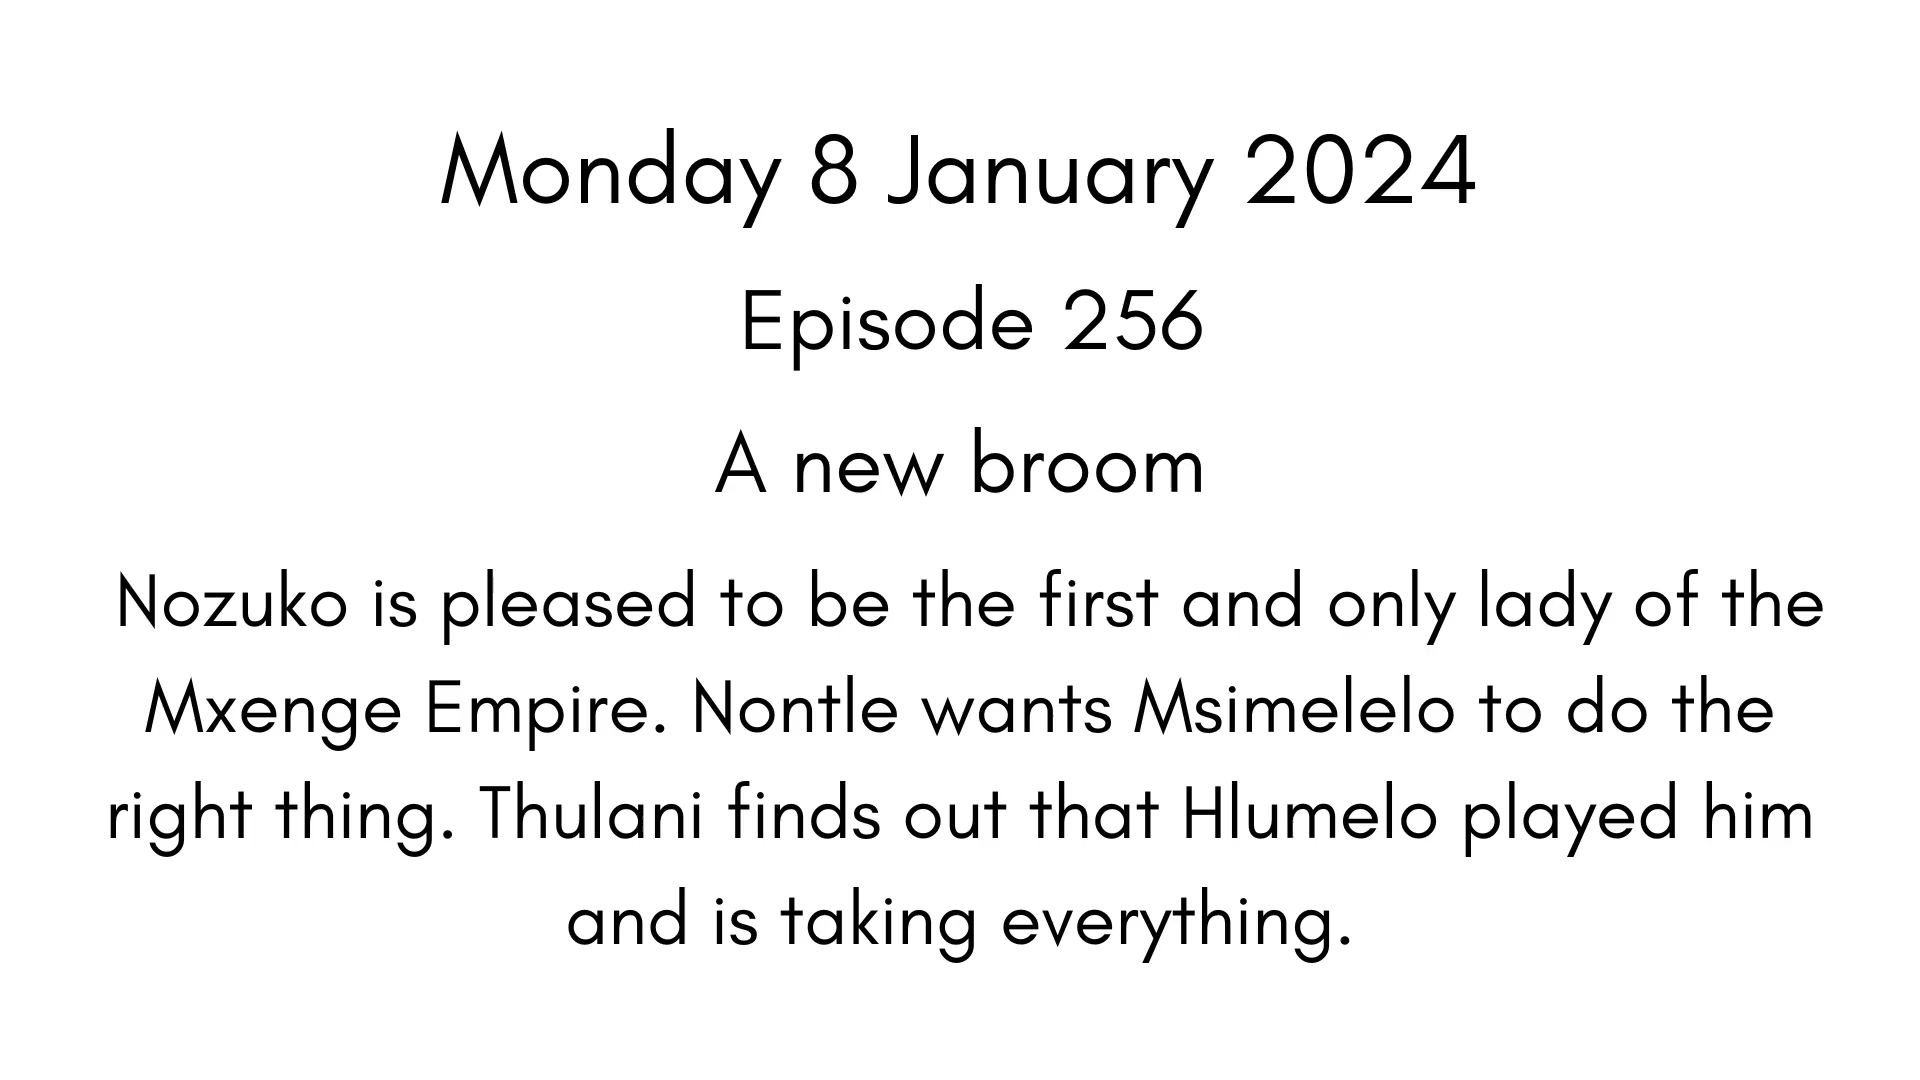 Monday 8 January 2024
Episode 256
A new broom
Nozuko is pleased to be the first and only lady of the
Mxenge Empire. Nontle wants Msimelelo to do the
right thing. Thulani finds out that Hlumelo played him
and is taking everything.